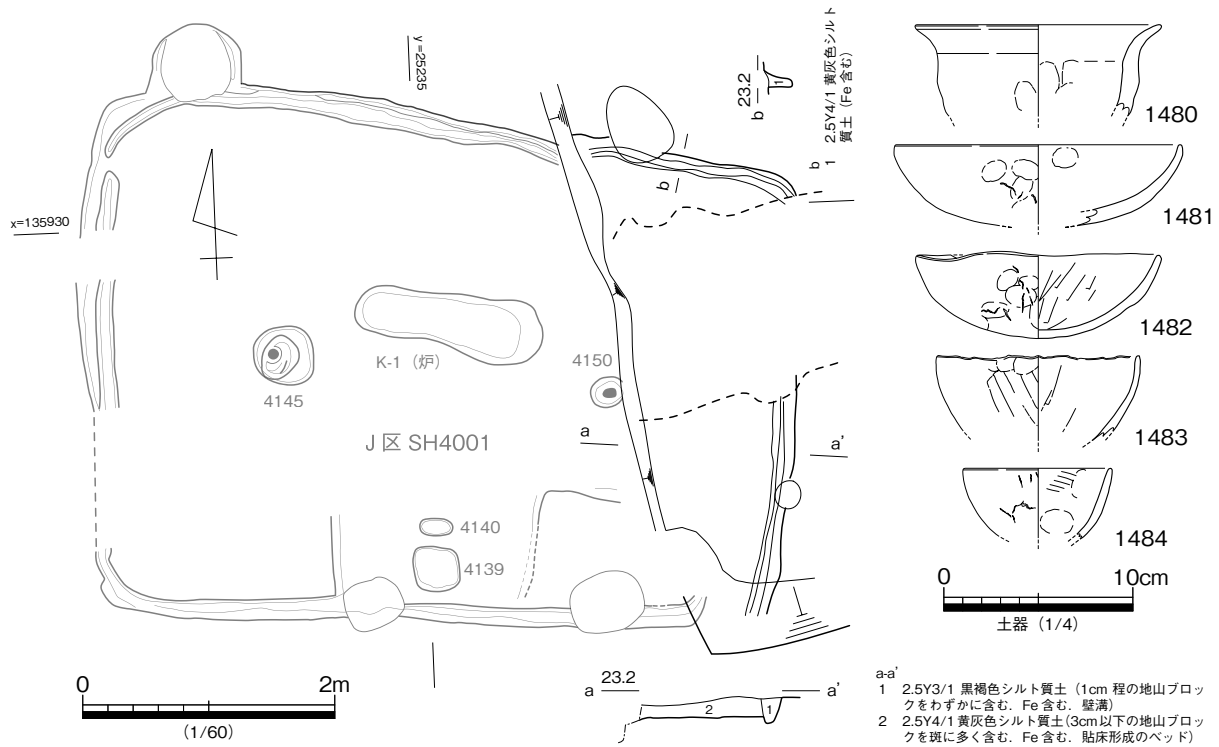 y=25235
x=135930
K-1（炉）
4145
4150
J 区 SH4001
a
a’
4140
4139
b
23.2
b
1
b
1 2.5Y4/1 黄灰色シルト
質土（Fe 含む）
b
0
2m
(1/60)
a
23.2
a’
2
1
1480
1481
1482
1483
1484
0
10cm
土器（1/4）
a-a’
1 2.5Y3/1 黒褐色シルト質土（1cm 程の地山ブロッ
クをわずかに含む．Fe 含む．壁溝）
2 2.5Y4/1 黄灰色シルト質土(3cm以下の地山ブロッ
クを斑に多く含む．Fe 含む．貼床形成のベッド）